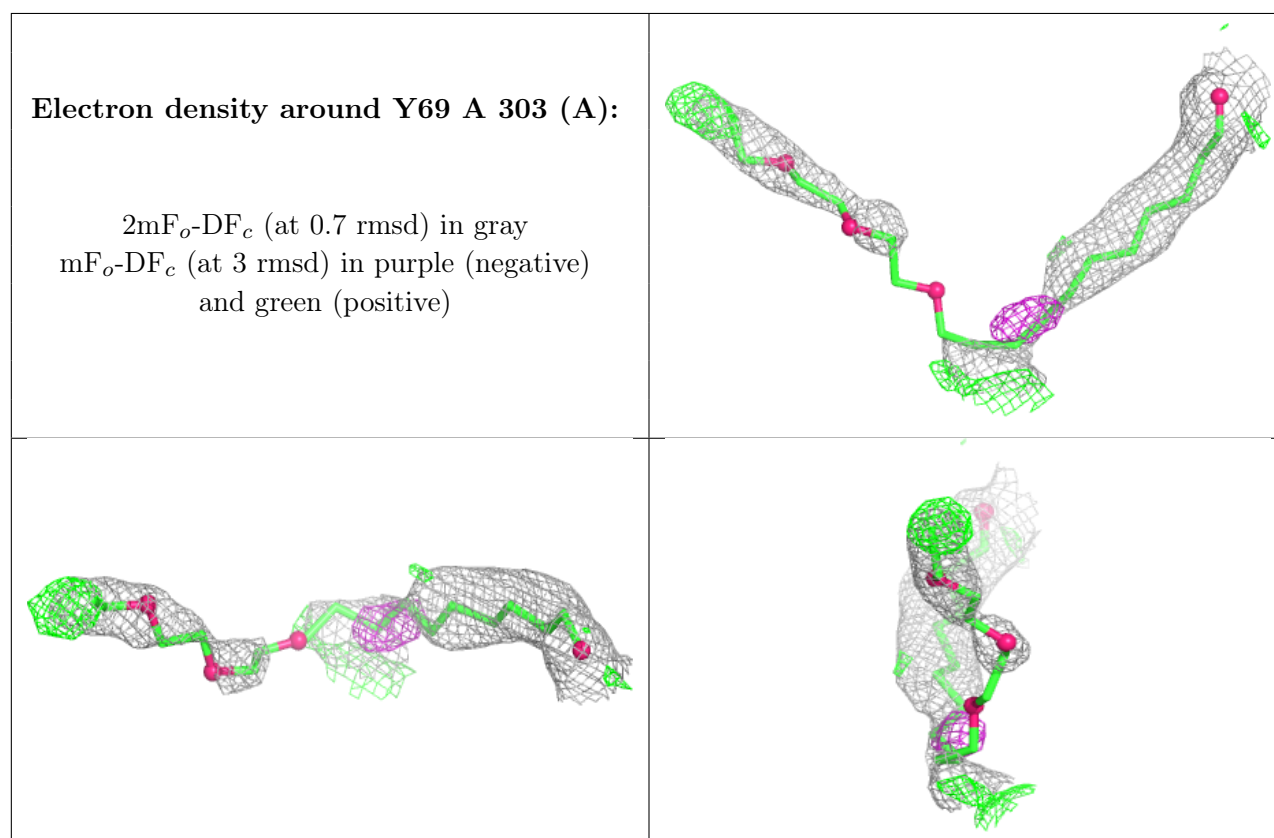 Electron density around Y69 A 303 (A):
2mFₒ-DF𝒸 (at 0.7 rmsd) in gray
mFₒ-DF𝒸 (at 3 rmsd) in purple (negative)
and green (positive)